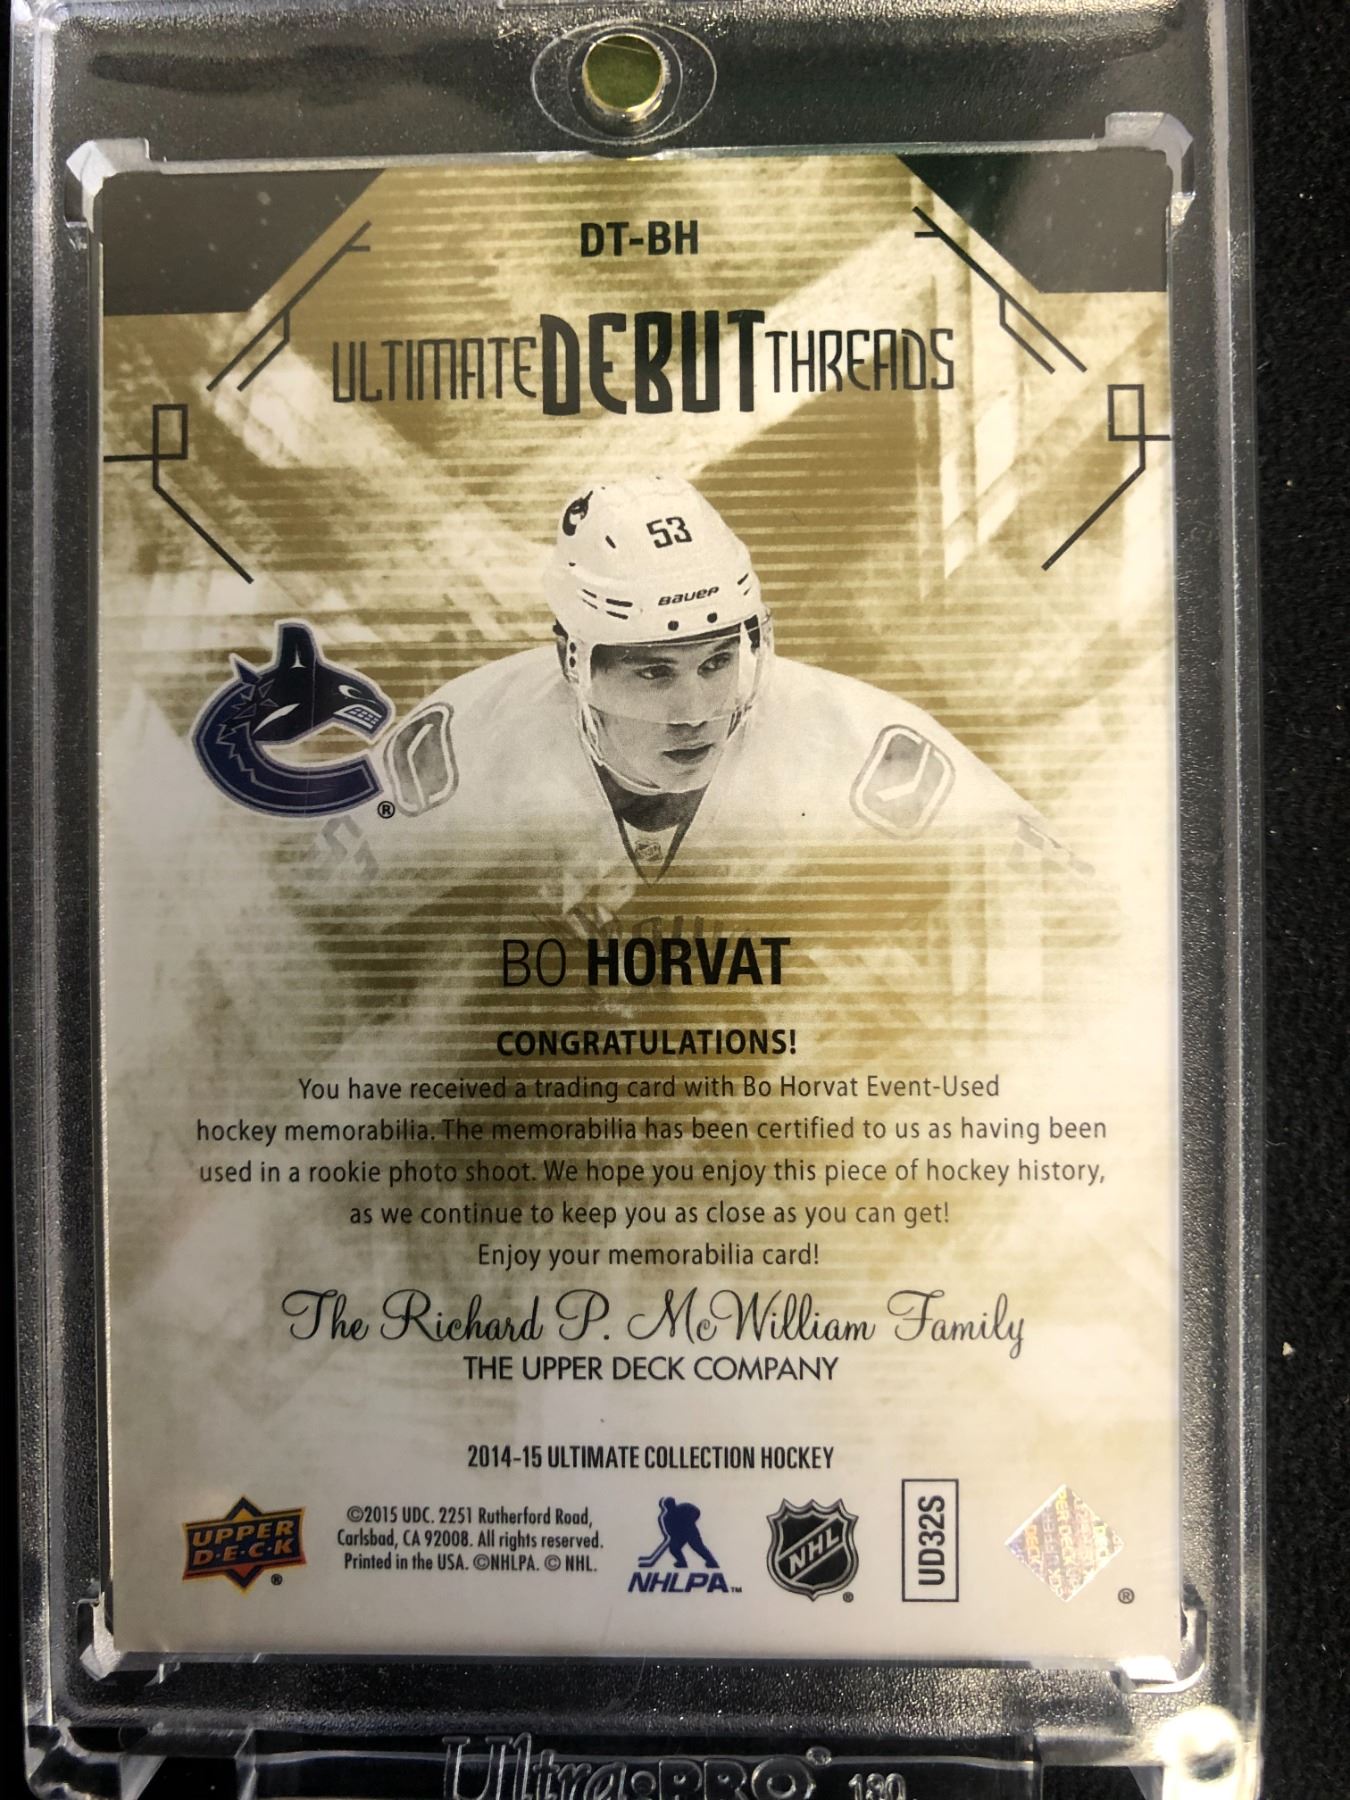 DT-BH
ULTIMATE DEBUT THREADS
53
BAUER
®
BO HORVAT
CONGRATULATIONS!
You have received a trading card with Bo Horvat Event-Used
hockey memorabilia. The memorabilia has been certified to us as having been
used in a rookie photo shoot. We hope you enjoy this piece of hockey history,
as we continue to keep you as close as you can get!
Enjoy your memorabilia card!
The Richard P. McWilliam Family
THE UPPER DECK COMPANY
2014-15 ULTIMATE COLLECTION HOCKEY
UPPER
D·E·C·K
®
©2015 UDC. 2251 Rutherford Road,
Carlsbad, CA 92008. All rights reserved.
Printed in the USA. ©NHLPA. © NHL.
NHLPA™
NHL
®
UD32S
®
Ultra·PRO® 180